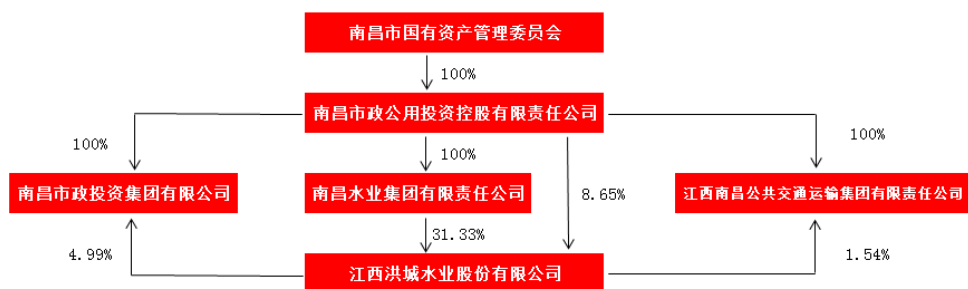 南昌市国有资产管理委员会
100%
南昌市政公用投资控股有限责任公司
100%
100%
100%
南昌市政投资集团有限公司
南昌水业集团有限责任公司
8.65%
江西南昌公共交通运输集团有限责任公司
4.99%
31.33%
1.54%
江西洪城水业股份有限公司